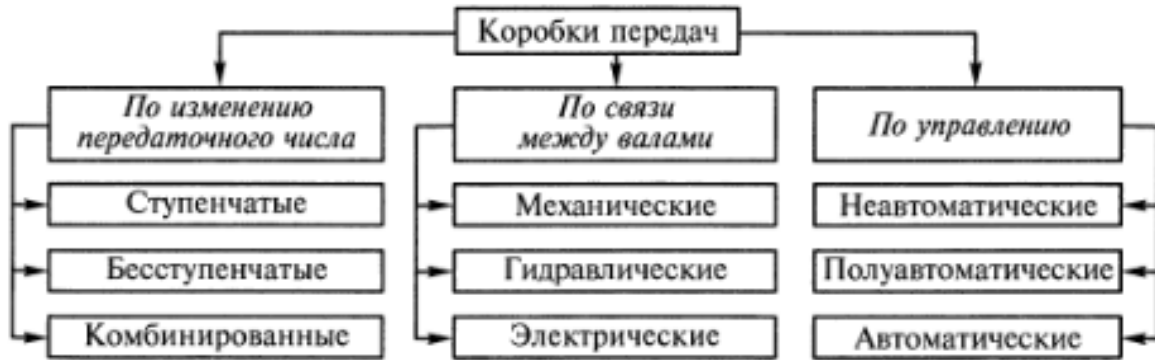 Коробки передач
По изменению
передаточного числа
Ступенчатые
Бесступенчатые
Комбинированные
По связи
между валами
Механические
Гидравлические
Электрические
По управлению
Неавтоматические
Полуавтоматические
Автоматические